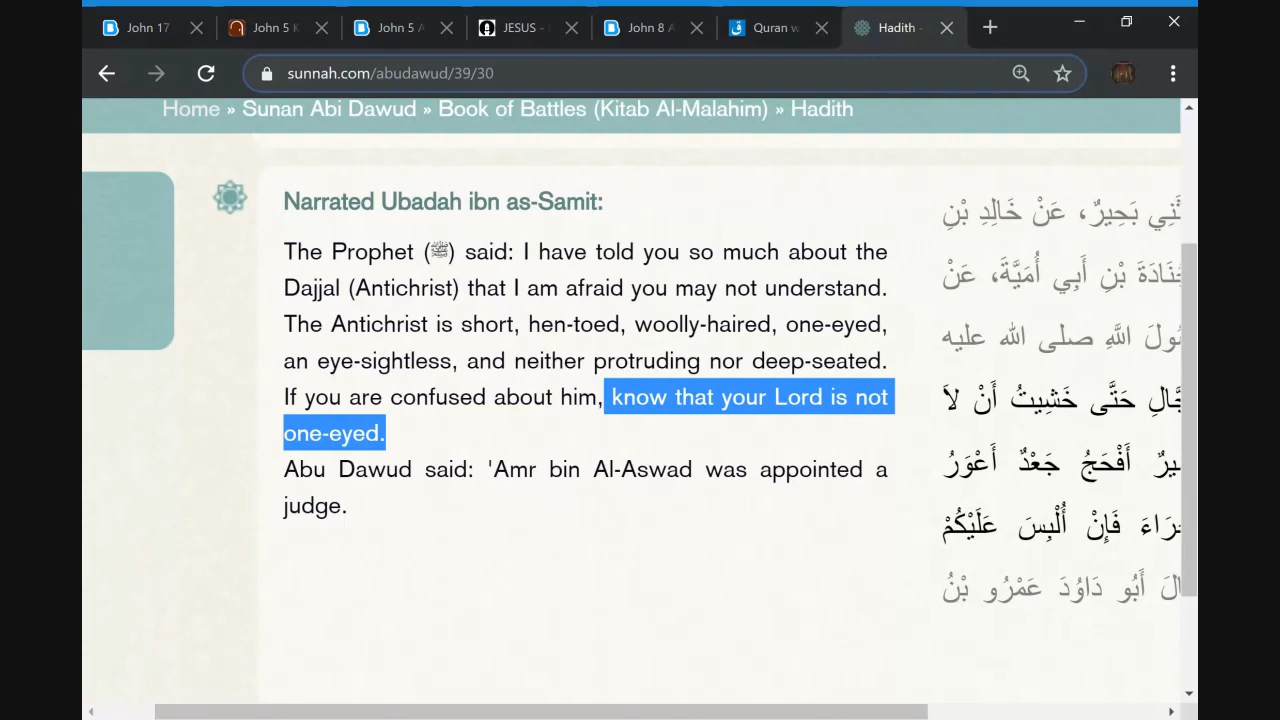 John 17
John 5 K
John 5 A
JESUS -
John 8 A
Quran w
Hadith -
sunnah.com/abudawud/39/30
Home » Sunan Abi Dawud » Book of Battles (Kitab Al-Malahim) » Hadith
Narrated Ubadah ibn as-Samit:
The Prophet (ﷺ) said: I have told you so much about the
Dajjal (Antichrist) that I am afraid you may not understand.
The Antichrist is short, hen-toed, woolly-haired, one-eyed,
an eye-sightless, and neither protruding nor deep-seated.
If you are confused about him, know that your Lord is not
one-eyed.
Abu Dawud said: 'Amr bin Al-Aswad was appointed a
judge.
بَحِيرٌ، عَنْ خَالِدِ بْنِ
بْنِ أَبِي أُمَيَّةَ، عَنْ
صلى الله عليه
حَتَّى خَشِيتُ أَنْ لاَ
أَفْحَجُ جَعْدٌ أَعْوَرُ
فَإِنْ أُلْبِسَ عَلَيْكُمْ
أَبُو دَاوُدَ عَمْرُو بْنُ